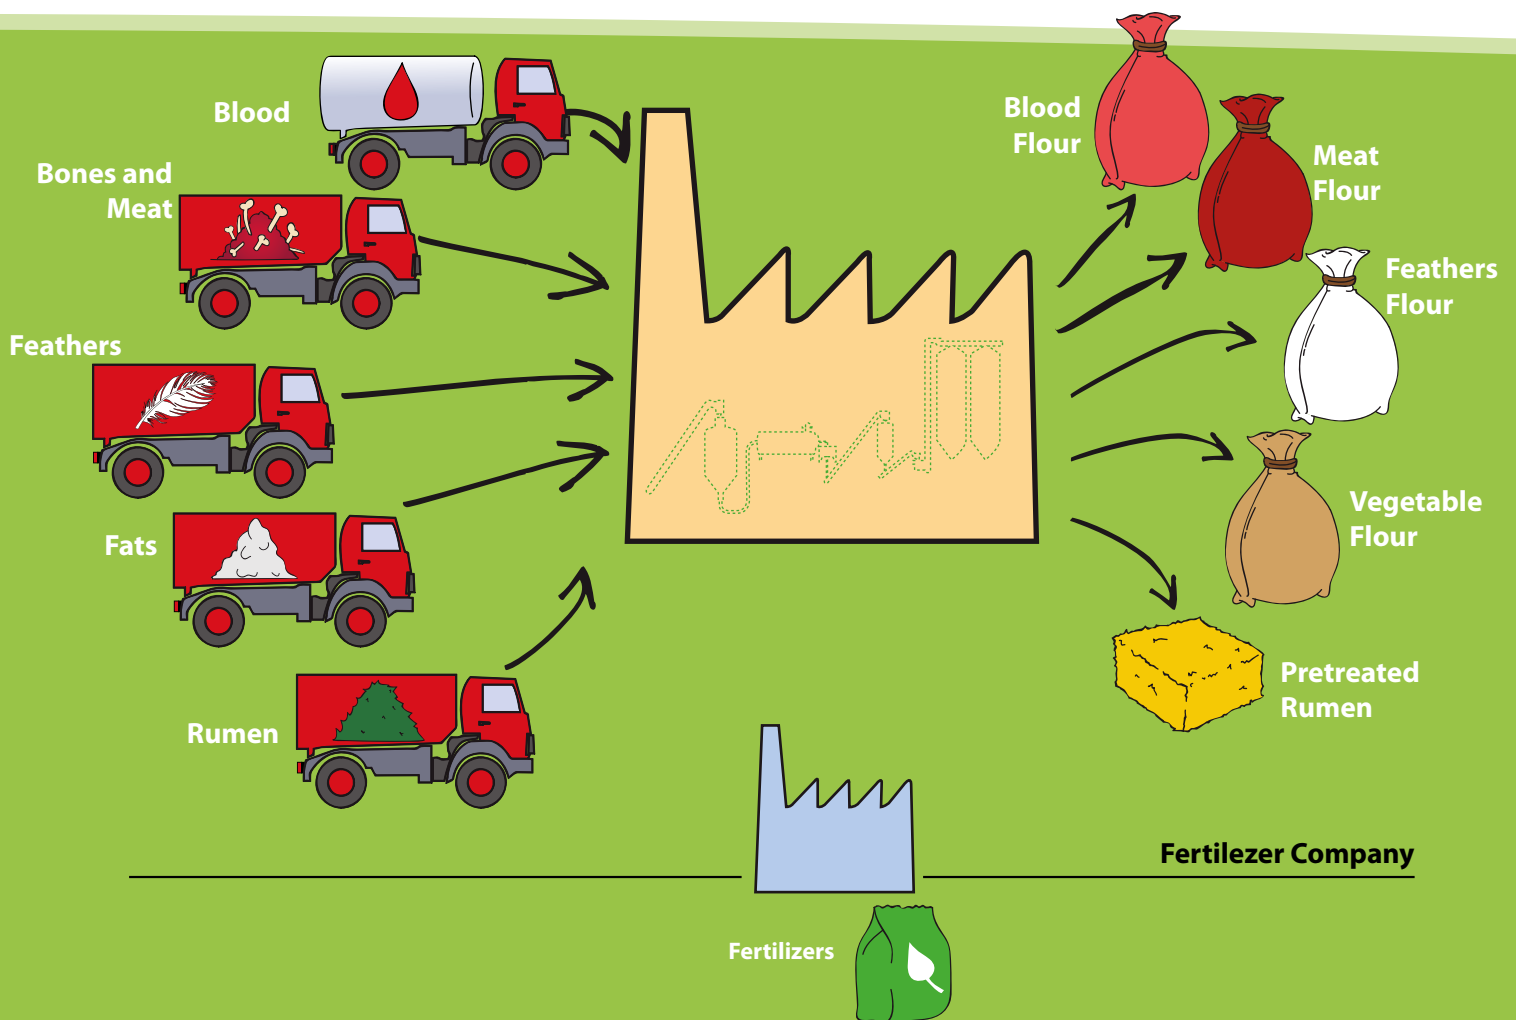 Blood
Bones and
Meat
Feathers
Fats
Rumen
Blood
Flour
Meat
Flour
Feathers
Flour
Vegetable
Flour
Pretreated
Rumen
Fertilezer Company
Fertilizers